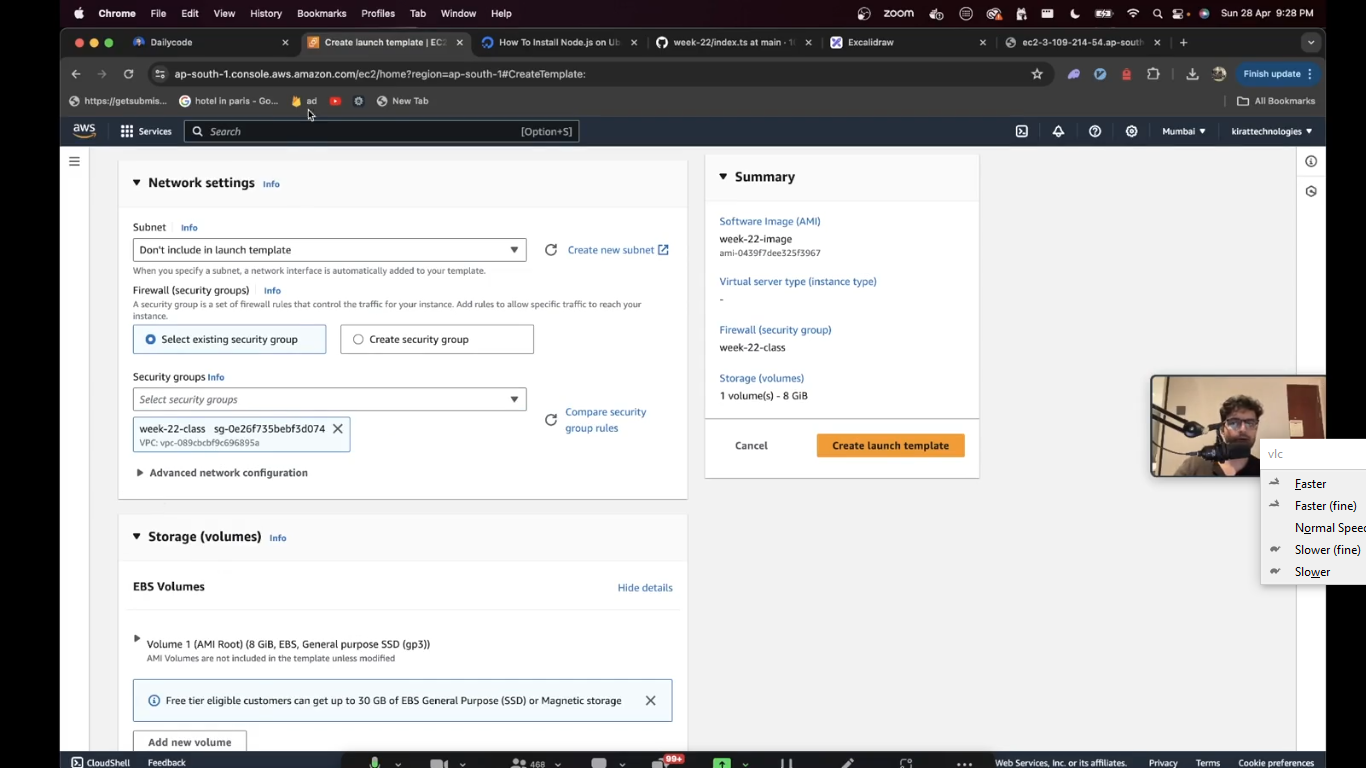 Chrome File Edit View History Bookmarks Profiles Tab Window Help zoom Sun 28 Apr 9:28 PM
Dailycode Create launch template | EC2 How To Install Node.js on Ub week-22/index.ts at main · 1 Excalidraw ec2-3-109-214-54.ap-south
ap-south-1.console.aws.amazon.com/ec2/home?region=ap-south-1#CreateTemplate: Finish update
https://getsubmis... hotel in paris - Go... ad New Tab All Bookmarks
aws Services Search [Option+S] Mumbai kirattechnologies
Network settings Info
Subnet Info
Don't include in launch template Create new subnet
When you specify a subnet, a network interface is automatically added to your template.
Firewall (security groups) Info
A security group is a set of firewall rules that control the traffic for your instance. Add rules to allow specific traffic to reach your
instance.
Select existing security group Create security group
Security groups Info
Select security groups
Compare security
group rules
week-22-class sg-0e26f735bebf3d074
VPC: vpc-089cbcbf9c696895a
Advanced network configuration
Storage (volumes) Info
EBS Volumes Hide details
Volume 1 (AMI Root) (8 GiB, EBS, General purpose SSD (gp3))
AMI Volumes are not included in the template unless modified
Free tier eligible customers can get up to 30 GB of EBS General Purpose (SSD) or Magnetic storage
Add new volume
Summary
Software Image (AMI)
week-22-image
ami-0439f7dee325f3967
Virtual server type (instance type)
-
Firewall (security group)
week-22-class
Storage (volumes)
1 volume(s) - 8 GiB
Cancel Create launch template
vlc
Faster
Faster (fine)
Normal Spee
Slower (fine)
Slower
CloudShell Feedback 468 99+ Web Services, Inc. or its affiliates. Privacy Terms Cookie preferences